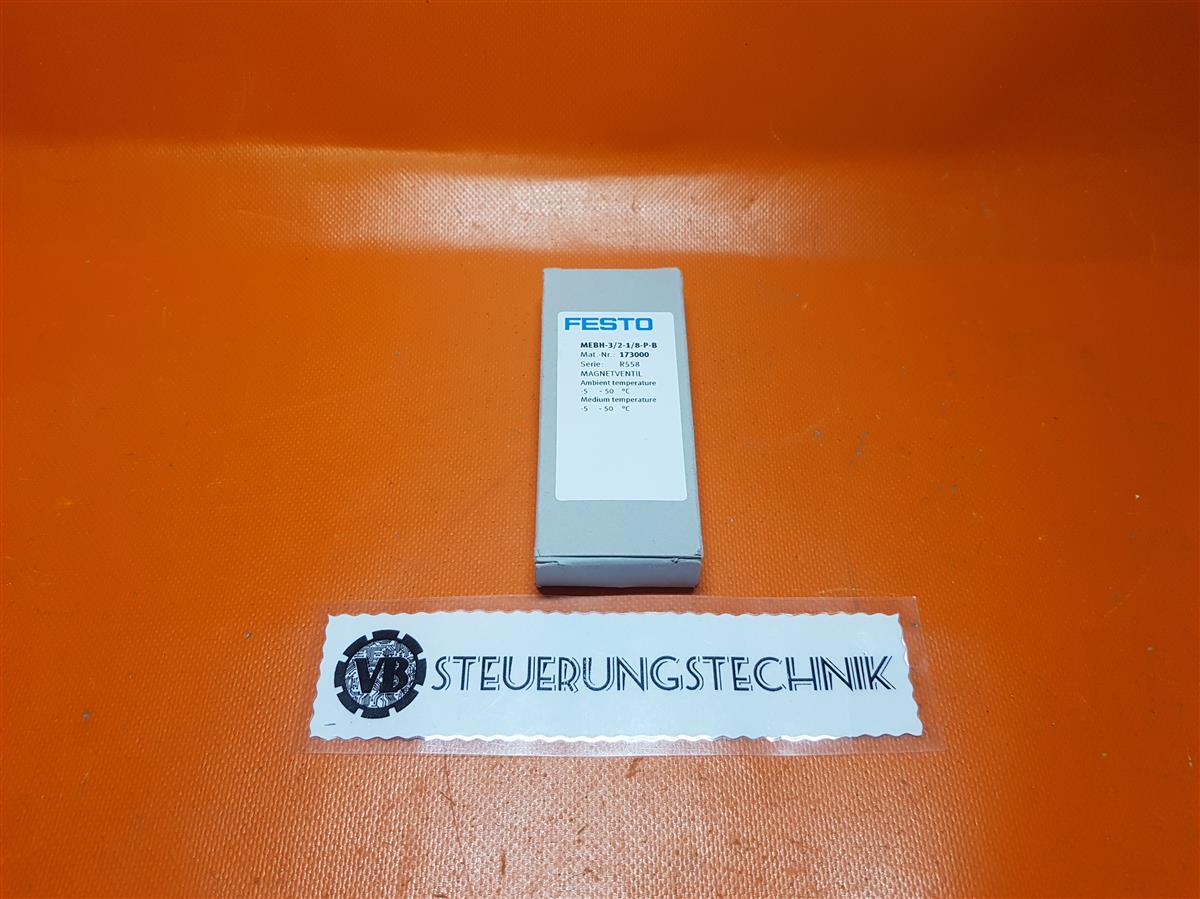 FESTO
MEBH-3/2-1/8-P-B
Mat.-Nr.: 173000
Serie: R558
MAGNETVENTIL
Ambient temperature
-5 - 50 °C
Medium temperature
-5 - 50 °C
VB STEUERUNGSTECHNIK